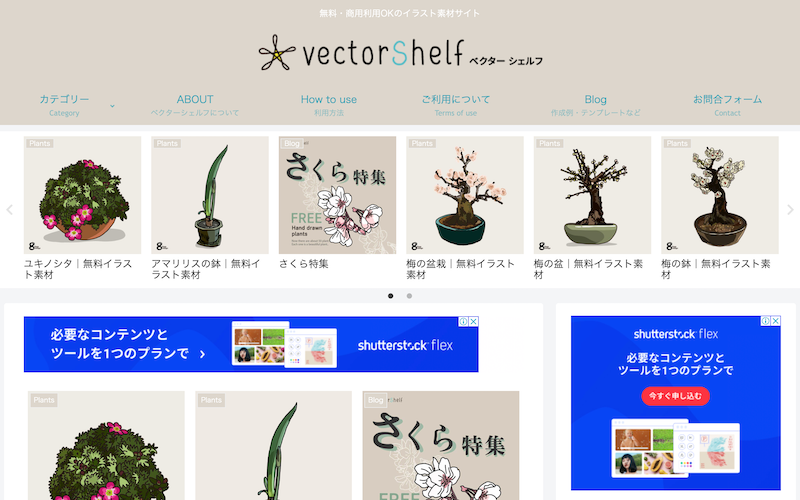 無料・商用利用OKのイラスト素材サイト
vectorShelf ベクター シェルフ
カテゴリー
Category
ABOUT
ベクターシェルフについて
How to use
利用方法
ご利用について
Terms of use
Blog
作成例・テンプレートなど
お問合フォーム
Contact
Plants
Plants
Blog
Plants
Plants
Plants
さくら特集
FREE
Hand drawn
plants
ユキノシタ｜無料イラスト素材
アマリリスの鉢｜無料イラスト素材
さくら特集
梅の盆栽｜無料イラスト素材
梅の盆｜無料イラスト素材
梅の鉢｜無料イラスト素材
必要なコンテンツと
ツールを1つのプランで
shutterstock flex
shutterstock flex
必要なコンテンツと
ツールを1つのプランで
今すぐ申し込む
Plants
Plants
Blog
さくら特集
FREE